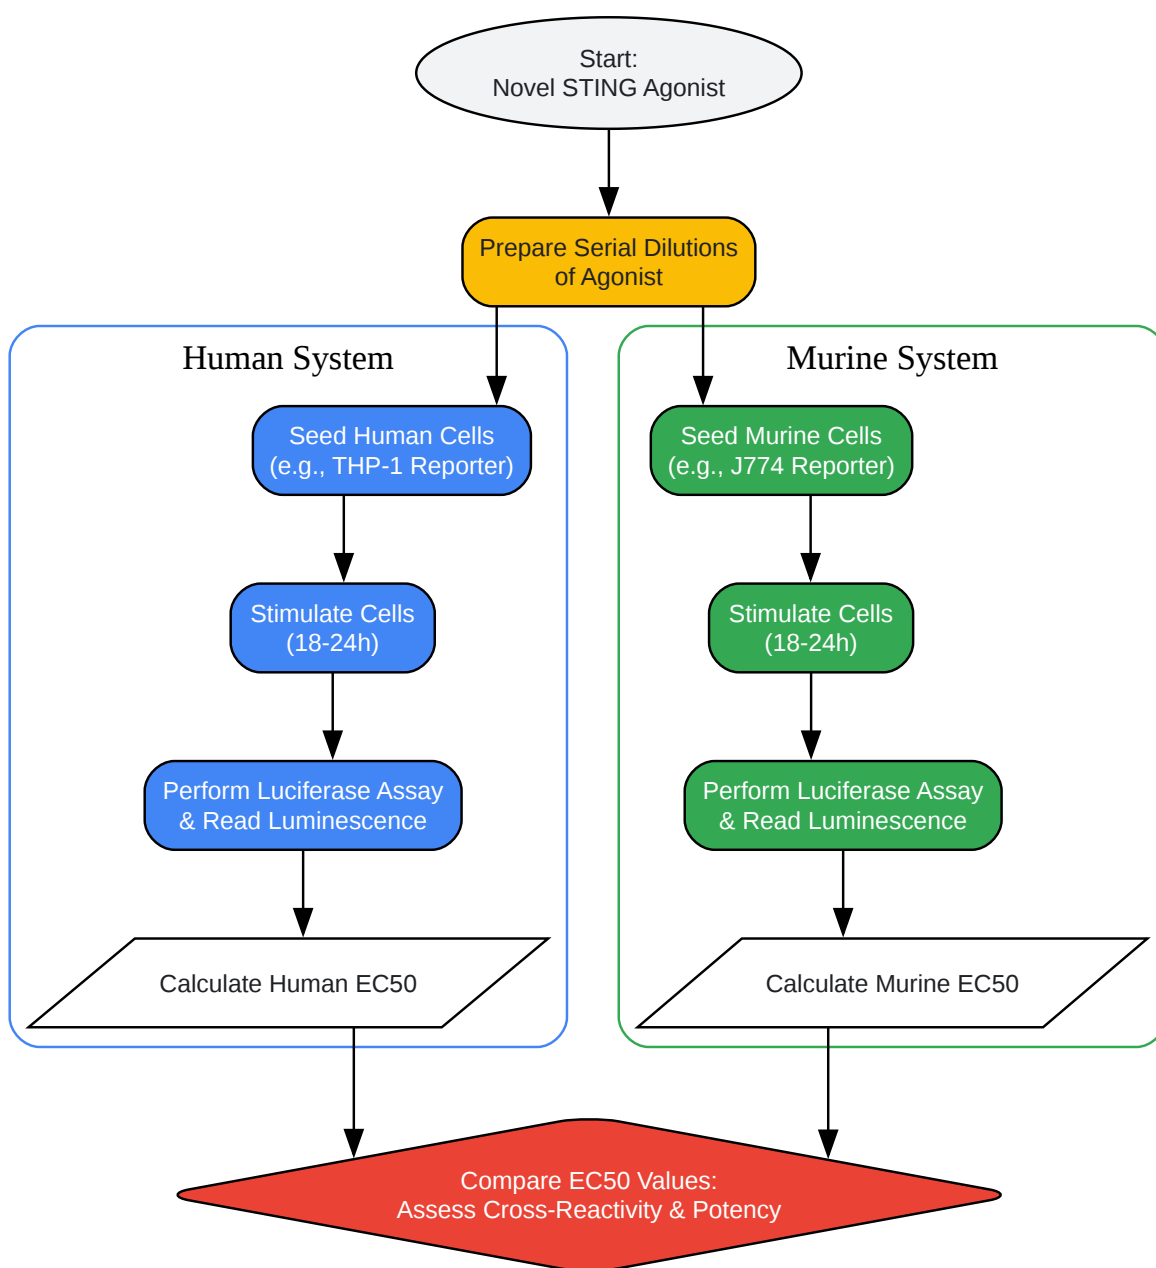 Start:
Novel STING Agonist
Prepare Serial Dilutions
of Agonist
Human System
Seed Human Cells
(e.g., THP-1 Reporter)
Stimulate Cells
(18-24h)
Perform Luciferase Assay
& Read Luminescence
Calculate Human EC50
Murine System
Seed Murine Cells
(e.g., J774 Reporter)
Stimulate Cells
(18-24h)
Perform Luciferase Assay
& Read Luminescence
Calculate Murine EC50
Compare EC50 Values:
Assess Cross-Reactivity & Potency